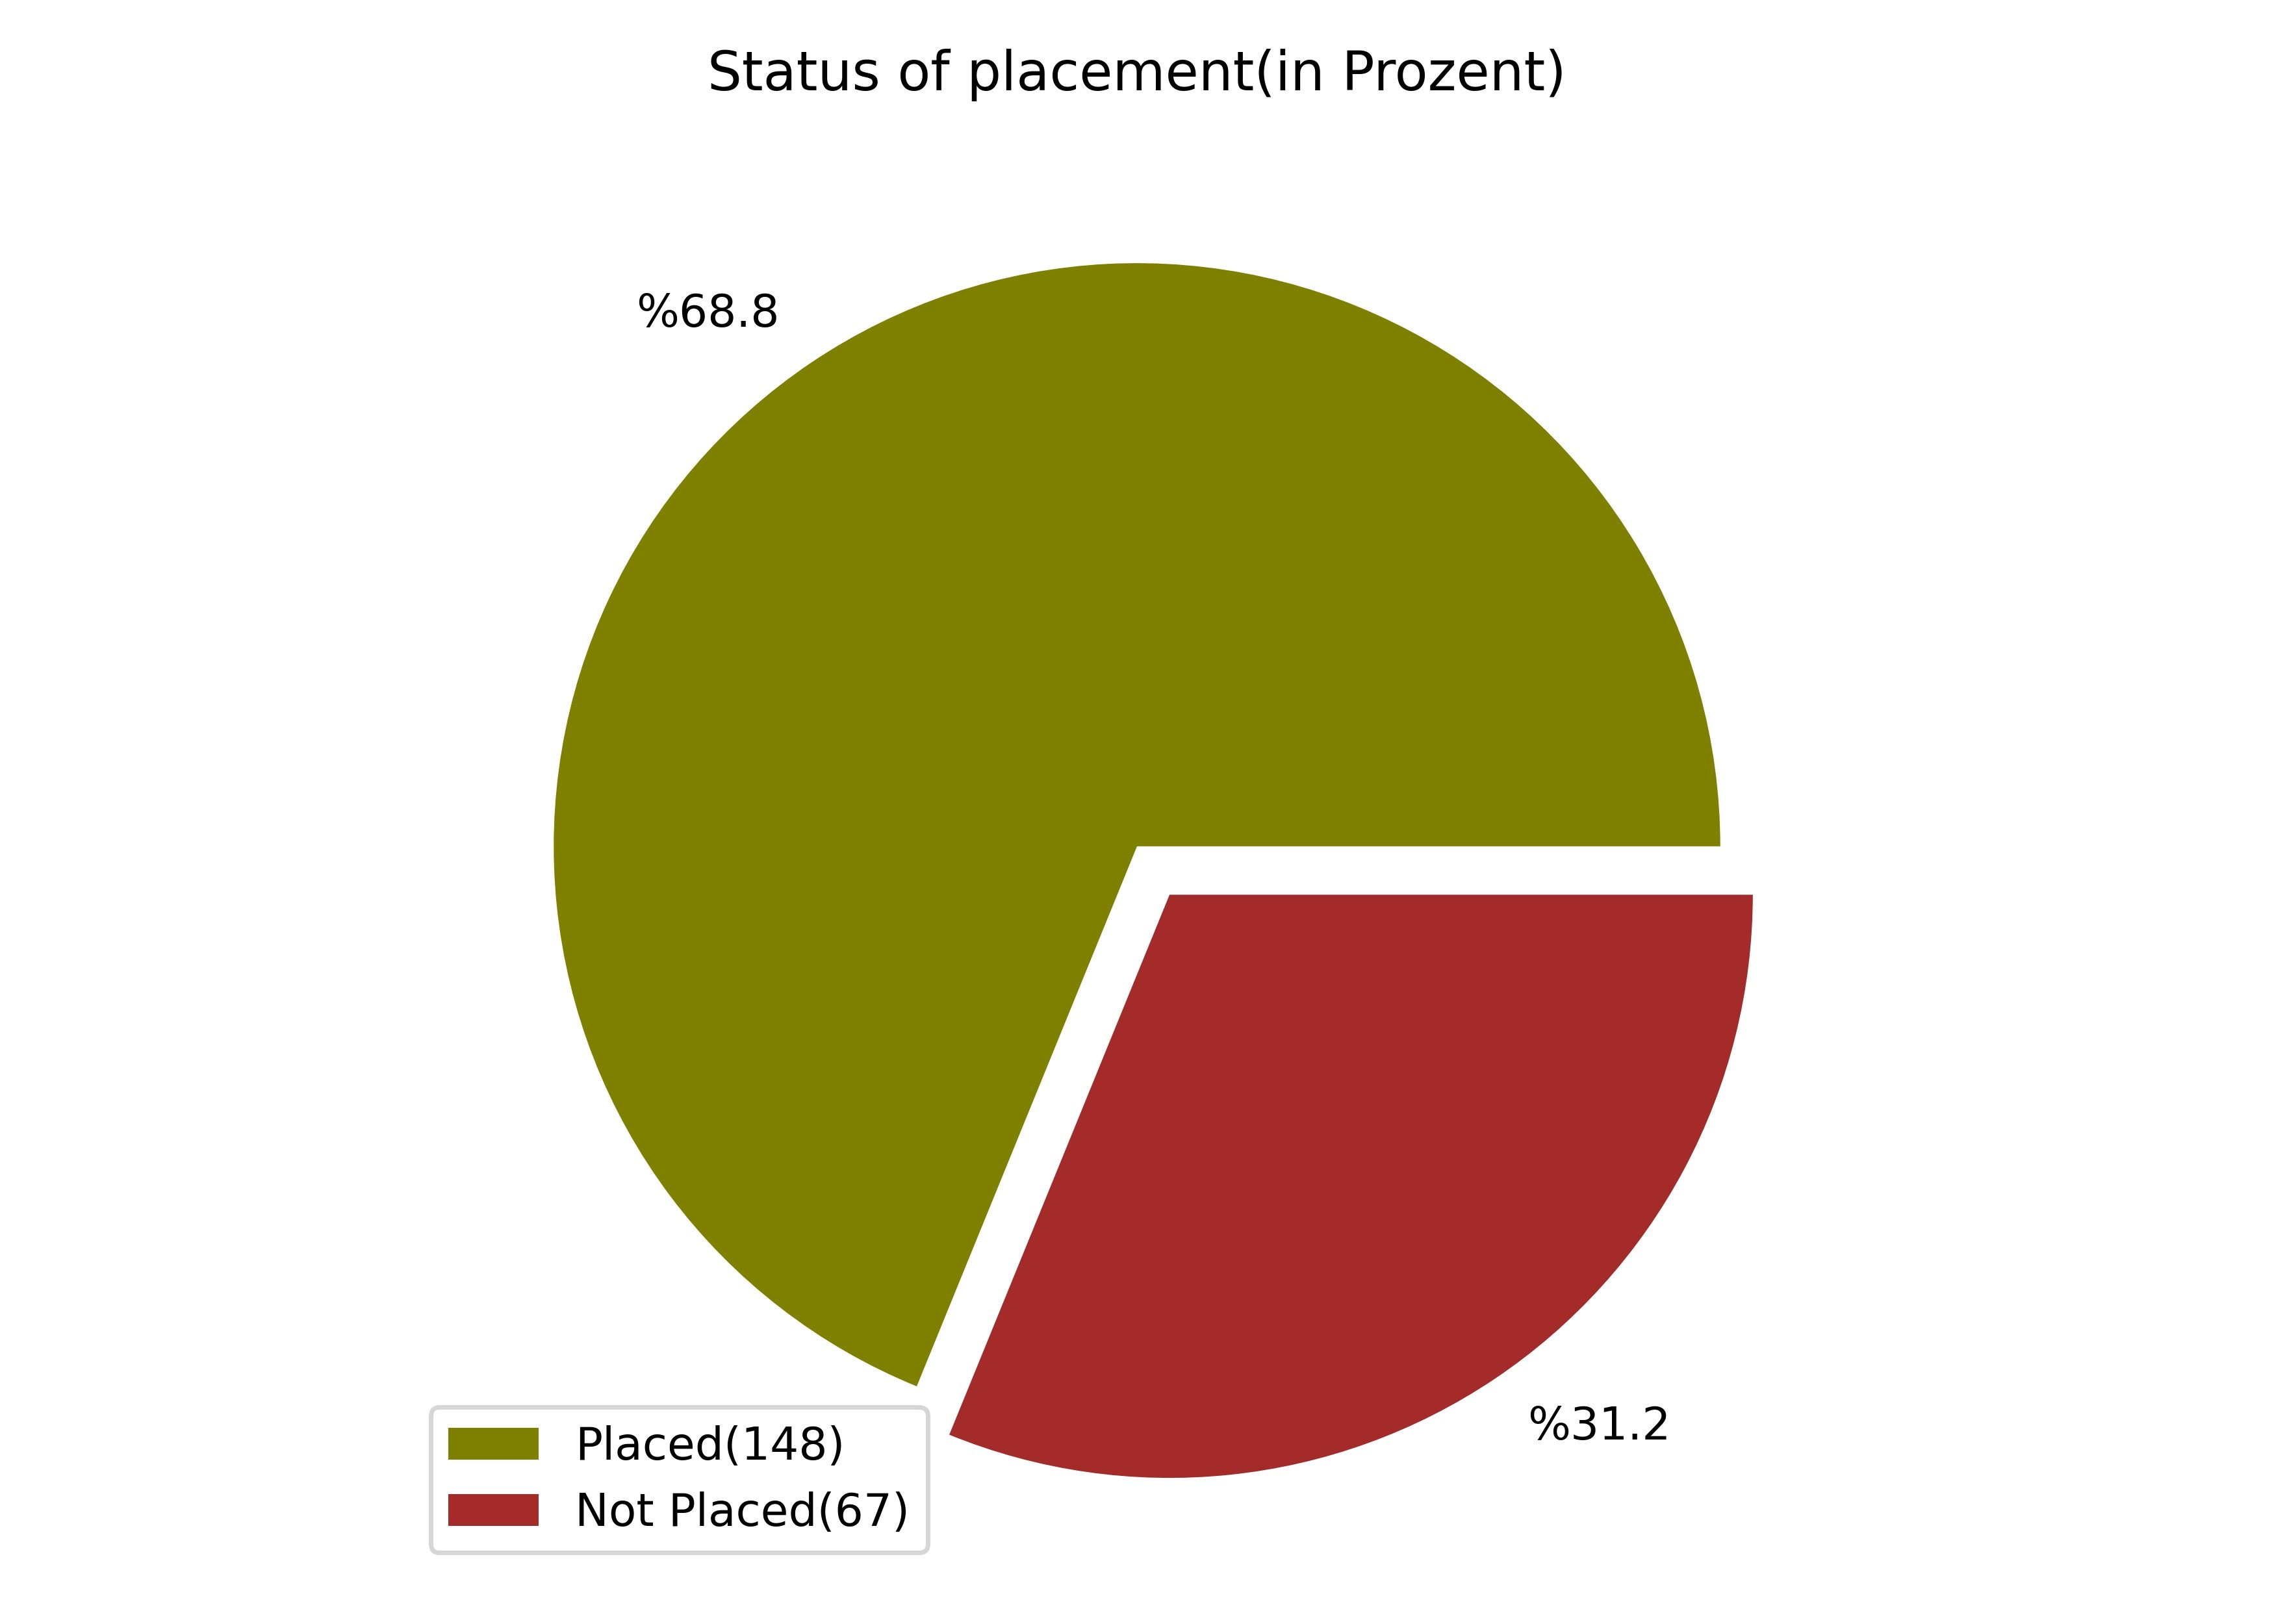 Status of placement(in Prozent)
%68.8
%31.2
Placed(148)
Not Placed(67)